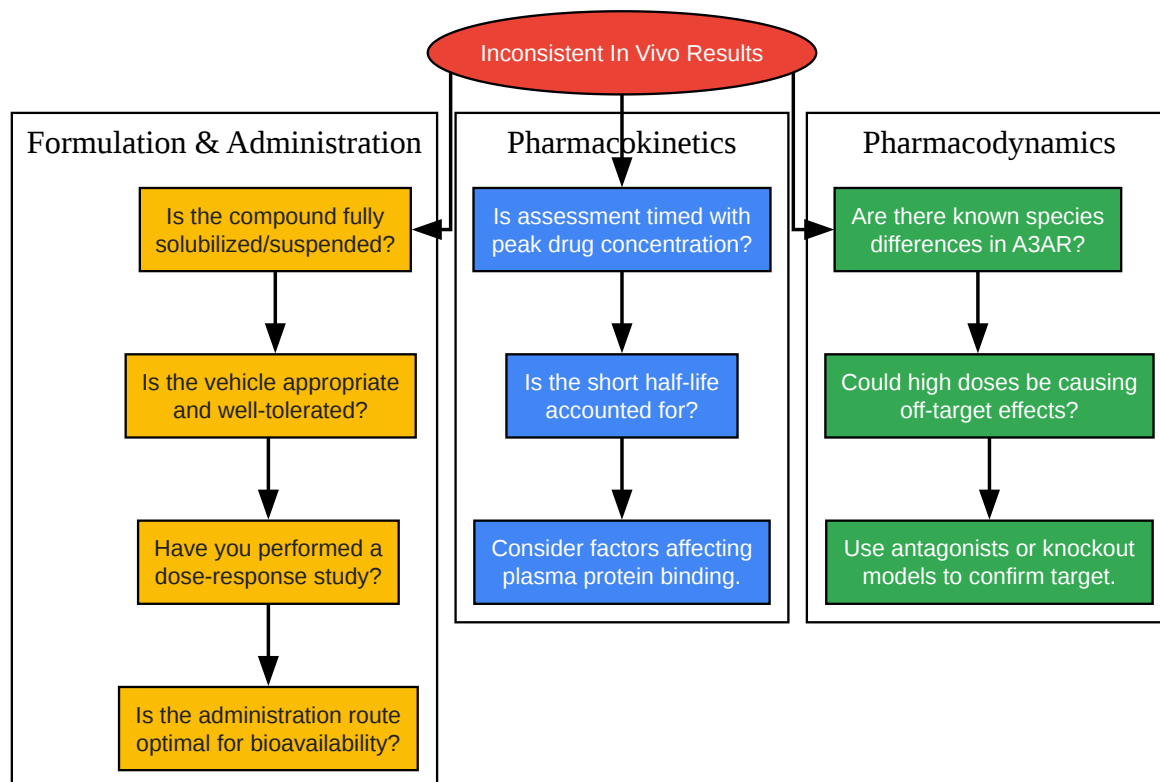 Inconsistent In Vivo Results
Formulation & Administration
Is the compound fully
solubilized/suspended?
Is the vehicle appropriate
and well-tolerated?
Have you performed a
dose-response study?
Is the administration route
optimal for bioavailability?
Pharmacokinetics
Is assessment timed with
peak drug concentration?
Is the short half-life
accounted for?
Consider factors affecting
plasma protein binding.
Pharmacodynamics
Are there known species
differences in A3AR?
Could high doses be causing
off-target effects?
Use antagonists or knockout
models to confirm target.